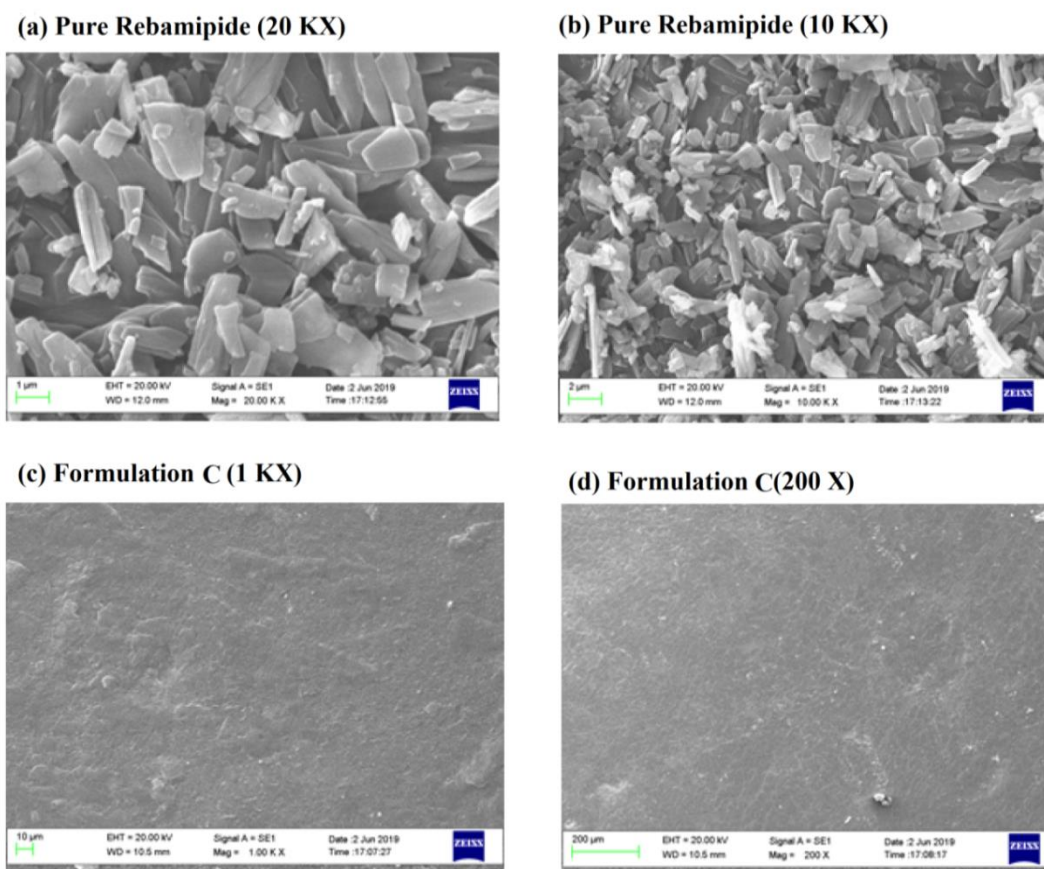 (a) Pure Rebamipide (20 KX)
1 µm
EHT = 20.00 kV
Signal A = SE1
Date :2 Jun 2019
WD = 12.0 mm
Mag = 20.00 K X
Time :17:12:55
ZEISS
(b) Pure Rebamipide (10 KX)
2 µm
EHT = 20.00 kV
Signal A = SE1
Date :2 Jun 2019
WD = 12.0 mm
Mag = 10.00 K X
Time :17:13:22
ZEISS
(c) Formulation C (1 KX)
10 µm
EHT = 20.00 kV
Signal A = SE1
Date :2 Jun 2019
WD = 10.5 mm
Mag = 1.00 K X
Time :17:07:27
ZEISS
(d) Formulation C(200 X)
200 µm
EHT = 20.00 kV
Signal A = SE1
Date :2 Jun 2019
WD = 10.5 mm
Mag = 200 X
Time :17:08:17
ZEISS